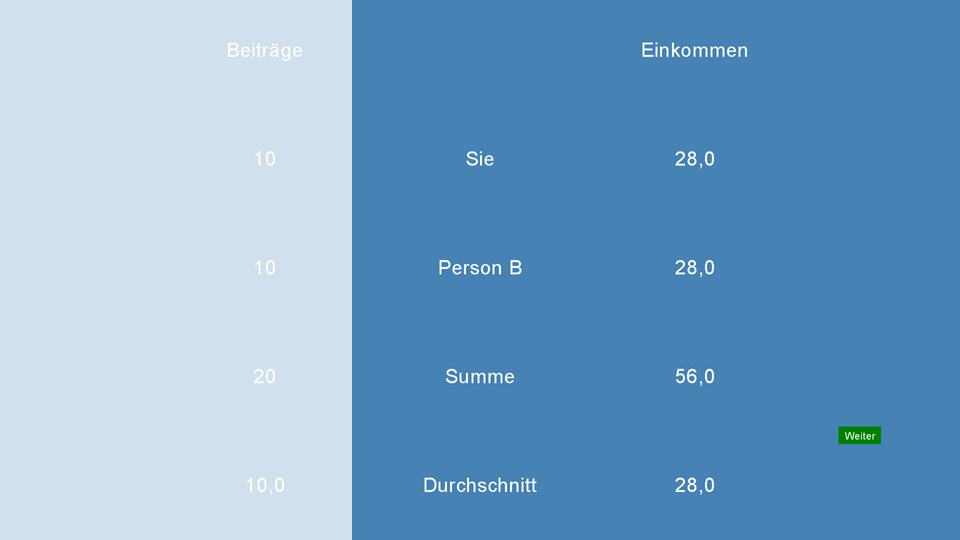 Beiträge Einkommen
10 Sie 28,0
10 Person B 28,0
20 Summe 56,0
Weiter
10,0 Durchschnitt 28,0